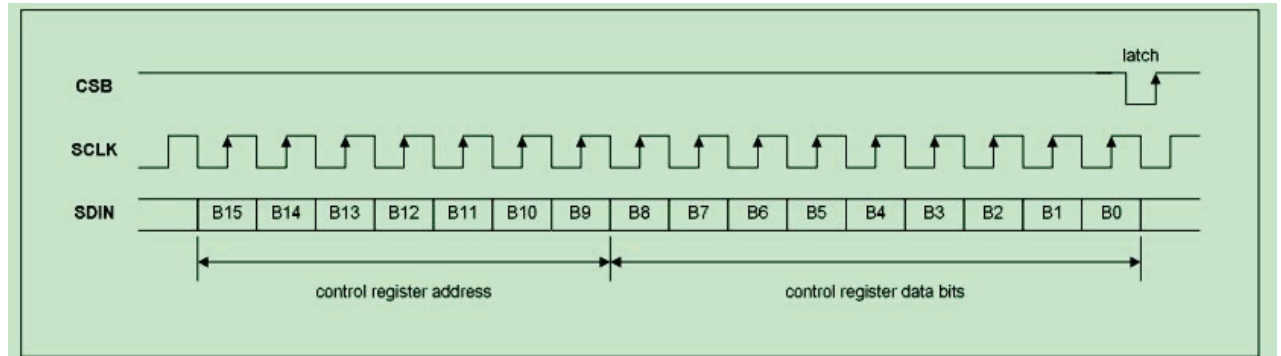 latch
CSB
SCLK
SDIN B15 B14 B13 B12 B11 B10 B9 B8 B7 B6 B5 B4 B3 B2 B1 B0
control register address control register data bits